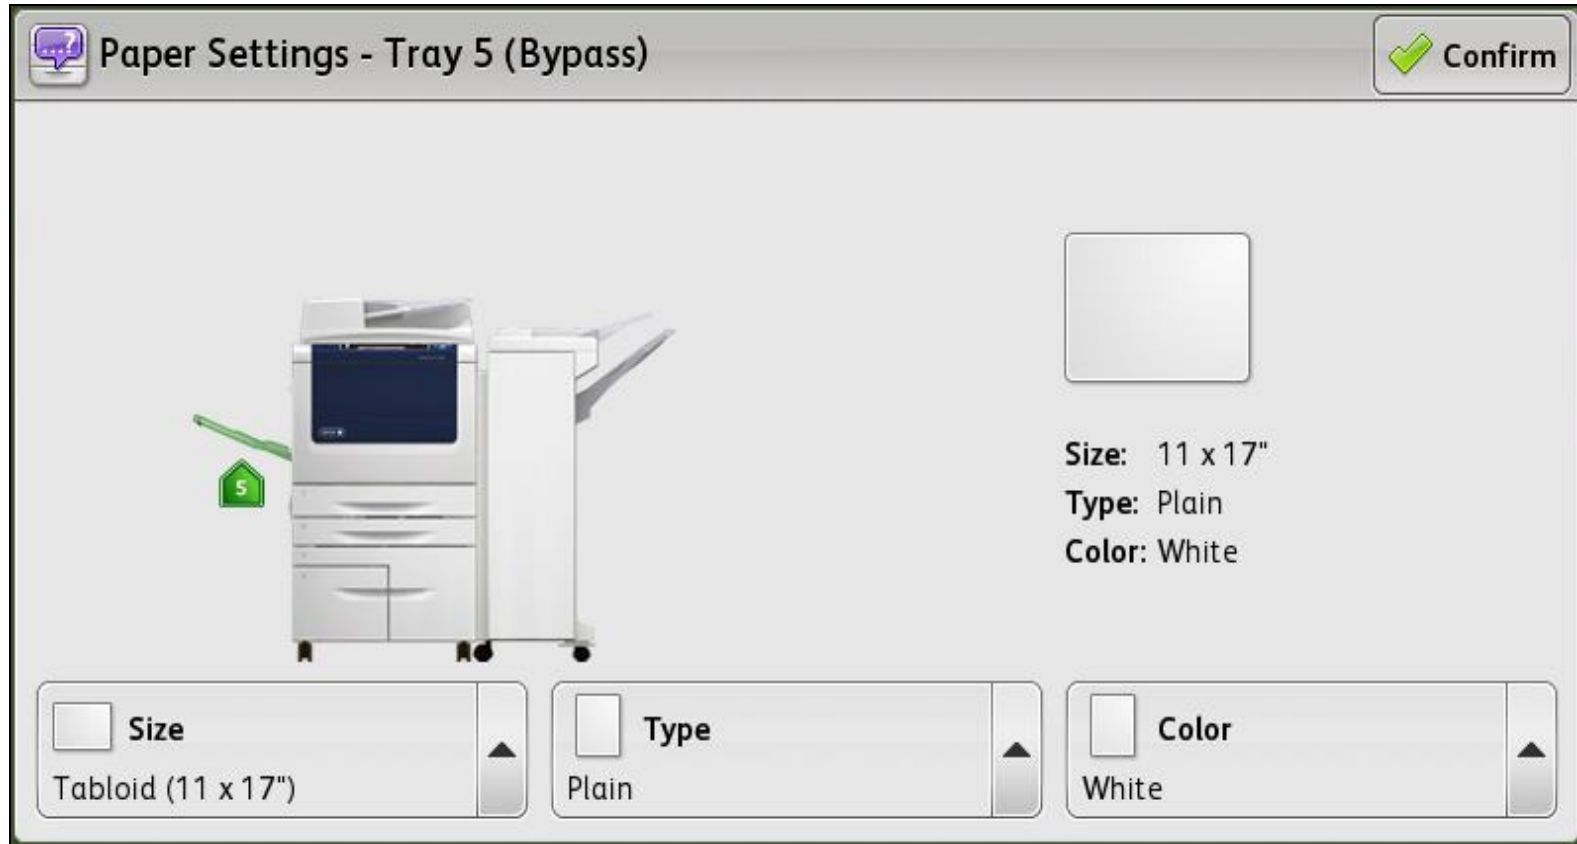 Paper Settings - Tray 5 (Bypass)
Confirm
5
Size: 11 x 17"
Type: Plain
Color: White
Size
Tabloid (11 x 17")
Type
Plain
Color
White